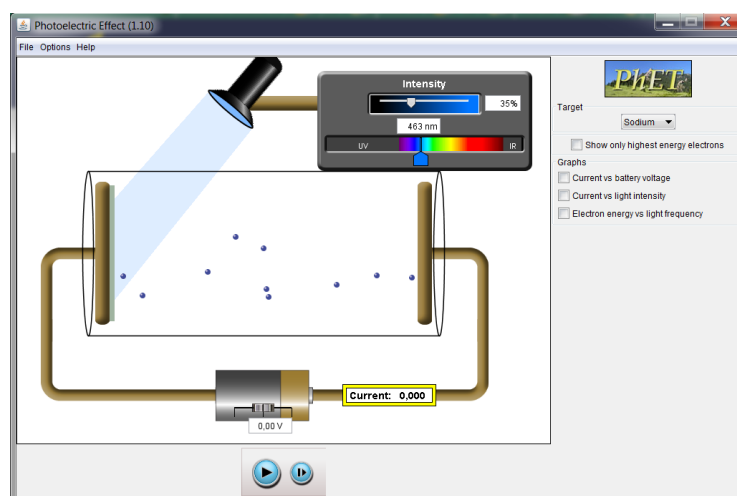 Photoelectric Effect (1.10)
File Options Help
Intensity
35%
463 nm
UV
IR
PhET
Target
Sodium
Show only highest energy electrons
Graphs
Current vs battery voltage
Current vs light intensity
Electron energy vs light frequency
Current: 0,000
0,00 V